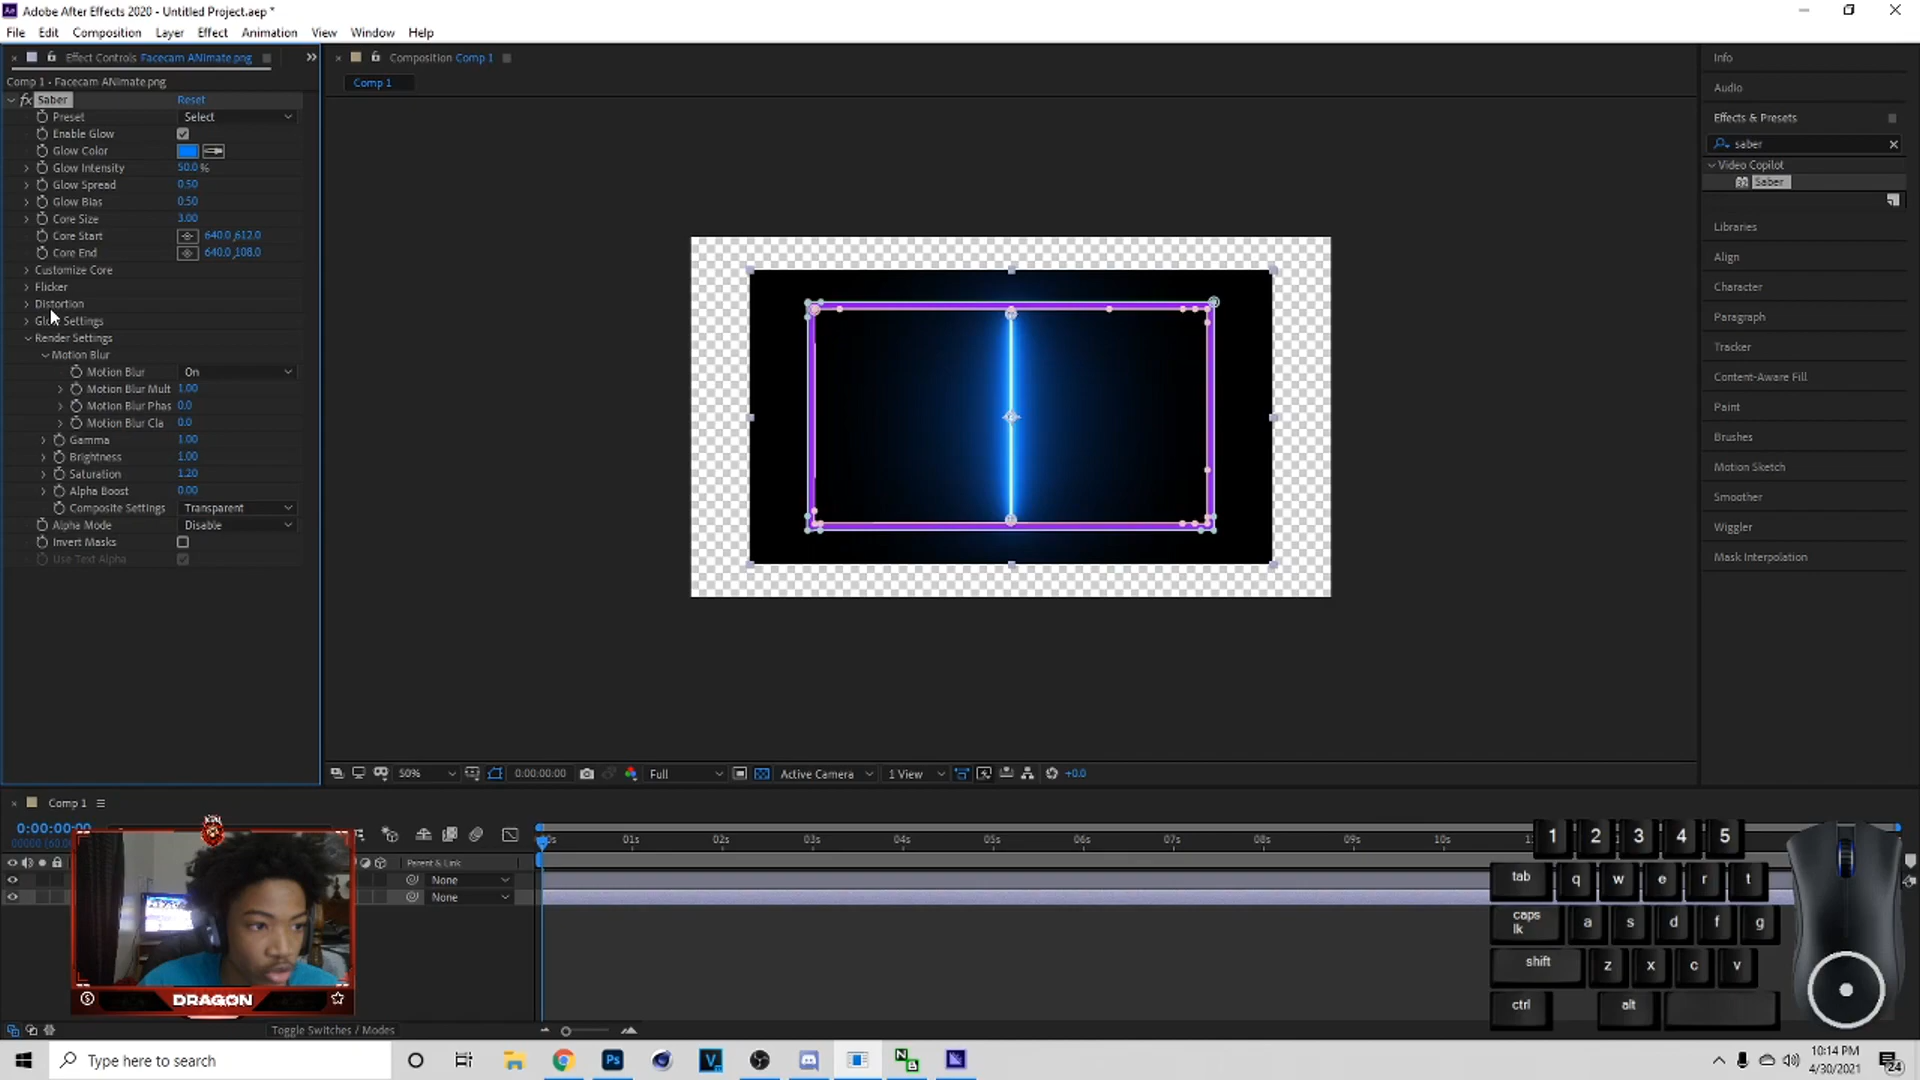 Adobe After Effects 2020 - Untitled Project.aep *
File Edit Composition Layer Effect Animation View Window Help
Effect Controls Facecam ANimate.png
Comp 1 - Facecam ANimate.png
fx Saber Reset
Preset Select
Enable Glow
Glow Color
Glow Intensity 50.0 %
Glow Spread 0.50
Glow Bias 0.50
Core Size 3.00
Core Start 640.0,612.0
Core End 640.0,108.0
Customize Core
Flicker
Distortion
Glow Settings
Render Settings
Motion Blur
Motion Blur On
Motion Blur Mult 1.00
Motion Blur Phas 0.0
Motion Blur Cla 0.0
Gamma 1.00
Brightness 1.00
Saturation 1.20
Alpha Boost 0.00
Composite Settings Transparent
Alpha Mode Disable
Invert Masks
Use Text Alpha
Composition Comp 1
Comp 1
50% 0:00:00:00 Full Active Camera 1 View +0.0
Info
Audio
Effects & Presets
saber
Video Copilot
32 Saber
Libraries
Align
Character
Paragraph
Tracker
Content-Aware Fill
Paint
Brushes
Motion Sketch
Smoother
Wiggler
Mask Interpolation
Comp 1
0:00:00:00
01s 02s 03s 04s 05s 06s 07s 08s 09s 10s
Parent & Link
None
None
DRAGON
Toggle Switches / Modes
1 2 3 4 5
tab q w e r t
caps lk a s d f g
shift z x c v
ctrl alt
Type here to search
Ps
V
10:14 PM
4/30/2021
24